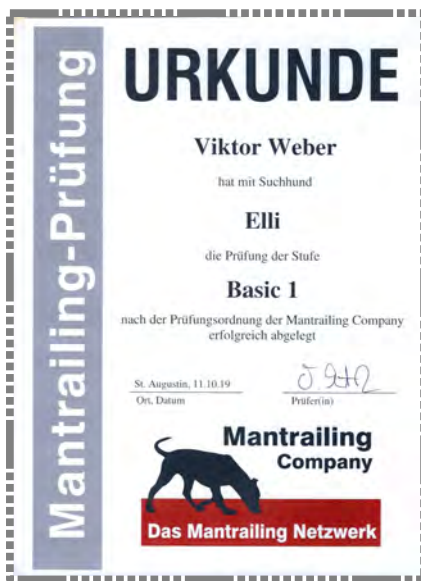 Mantrailing-Prüfung
URKUNDE
Viktor Weber
hat mit Suchhund
Elli
die Prüfung der Stufe
Basic 1
nach der Prüfungsordnung der Mantrailing Company
erfolgreich abgelegt
St. Augustin, 11.10.19
Ort, Datum
Prüfer(in)
Mantrailing
Company
Das Mantrailing Netzwerk